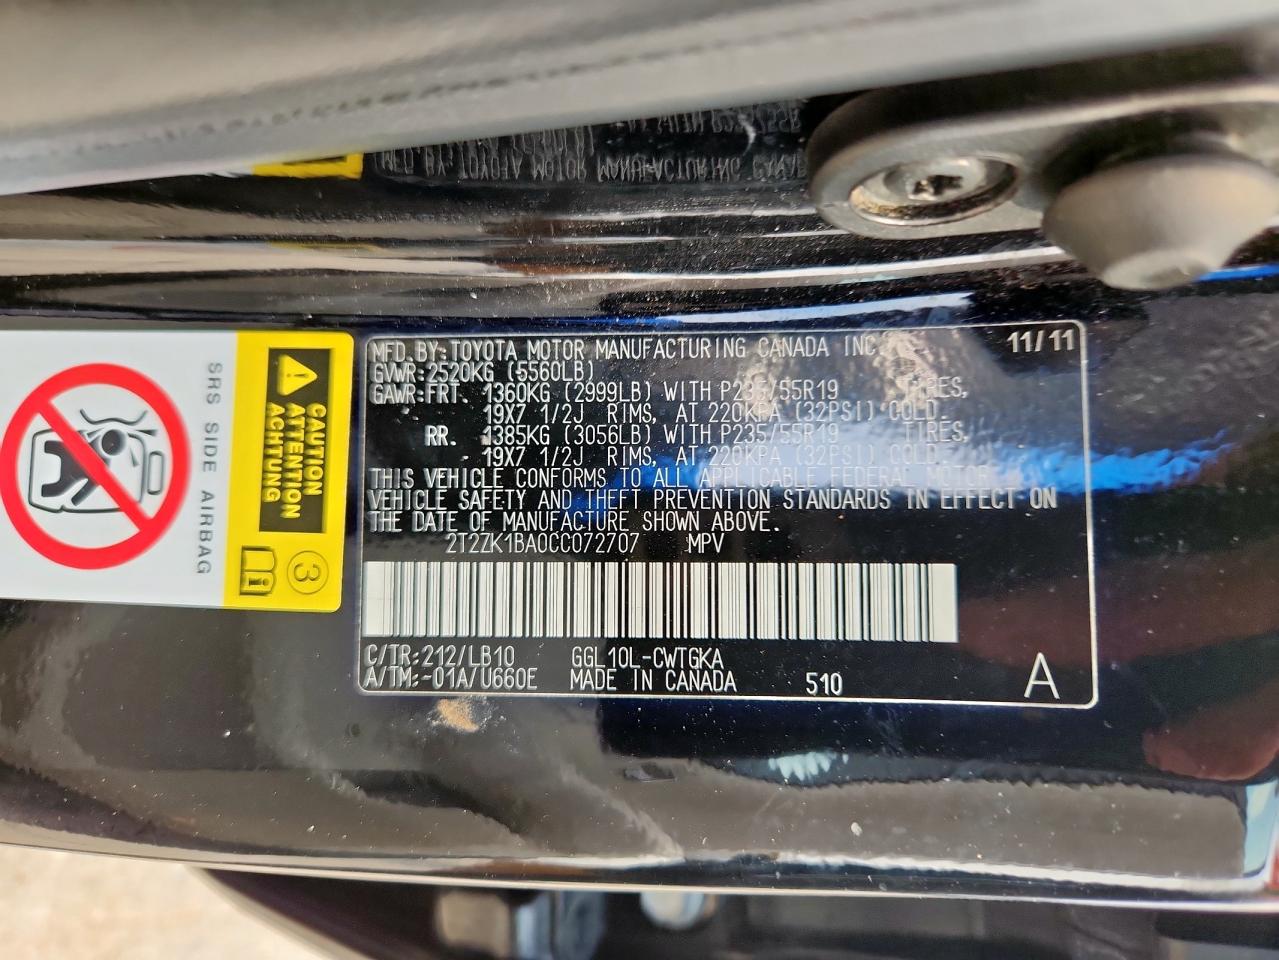 MFD.BY:TOYOTA MOTOR MANUFACTURING CANADA INC. 11/11
GVWR:2520KG (5560LB)
GAWR:FRT. 1360KG (2999LB) WITH P235/55R19 TIRES,
19X7 1/2J RIMS, AT 220KPA (32PSI) COLD.
RR. 1385KG (3056LB) WITH P235/55R19 TIRES,
19X7 1/2J RIMS, AT 220KPA (32PSI) COLD.
THIS VEHICLE CONFORMS TO ALL APPLICABLE FEDERAL MOTOR
VEHICLE SAFETY AND THEFT PREVENTION STANDARDS IN EFFECT ON
THE DATE OF MANUFACTURE SHOWN ABOVE.
2T2ZK1BA0CC072707 MPV
C/TR:212/LB10 GGL10L-CWTGKA
A/TM:-01A/U660E MADE IN CANADA 510 A
CAUTION
ATTENTION
ACHTUNG
3
SRS SIDE AIRBAG